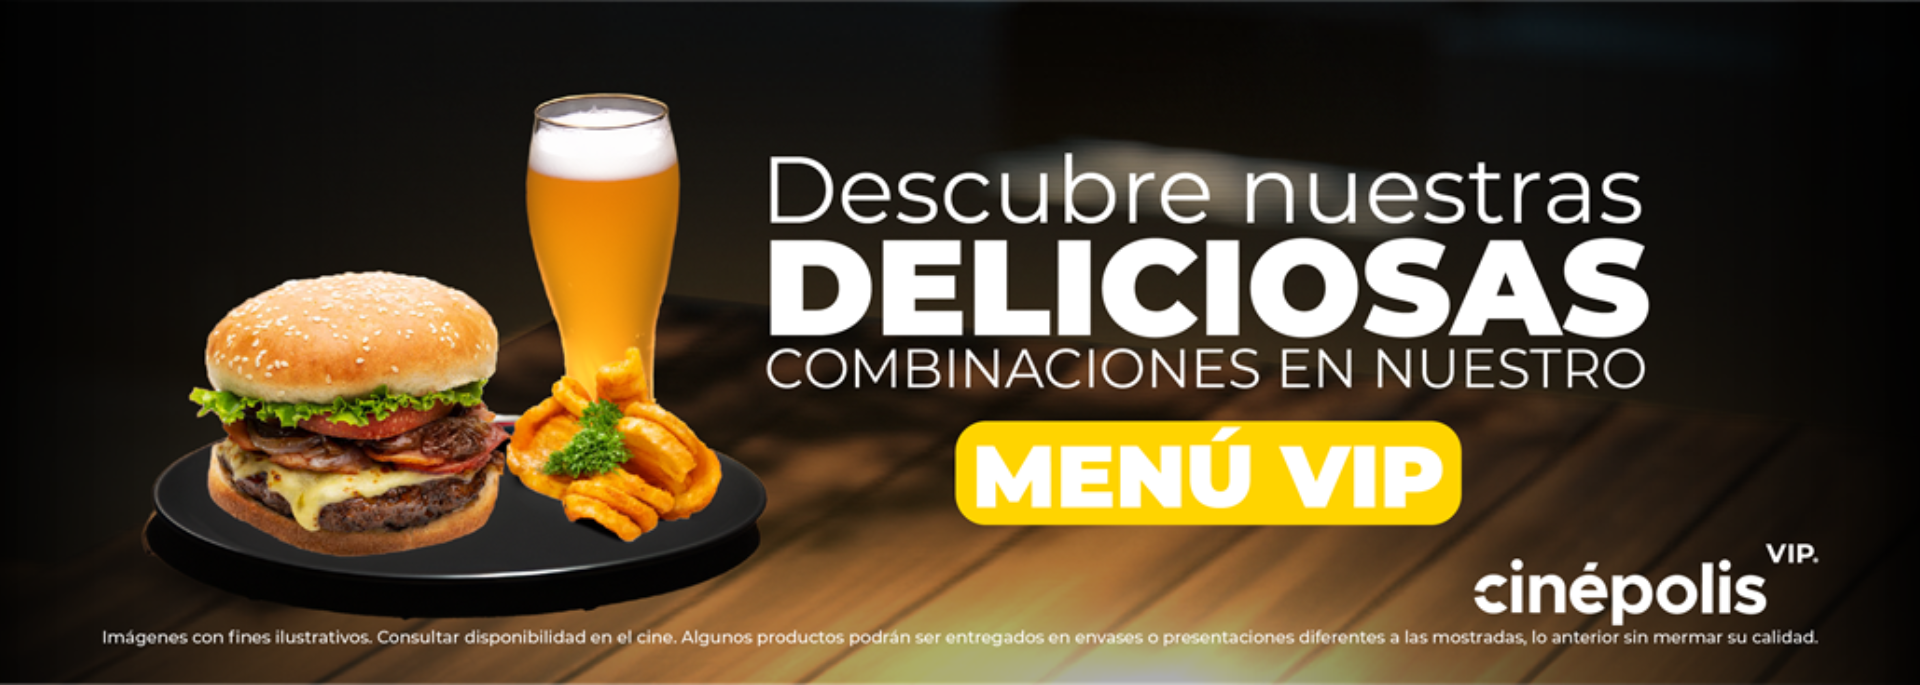 Descubre nuestras
DELICIOSAS
COMBINACIONES EN NUESTRO
MENÚ VIP
cinépolis VIP.
Imágenes con fines ilustrativos. Consultar disponibilidad en el cine. Algunos productos podrán ser entregados en envases o presentaciones diferentes a las mostradas, lo anterior sin mermar su calidad.